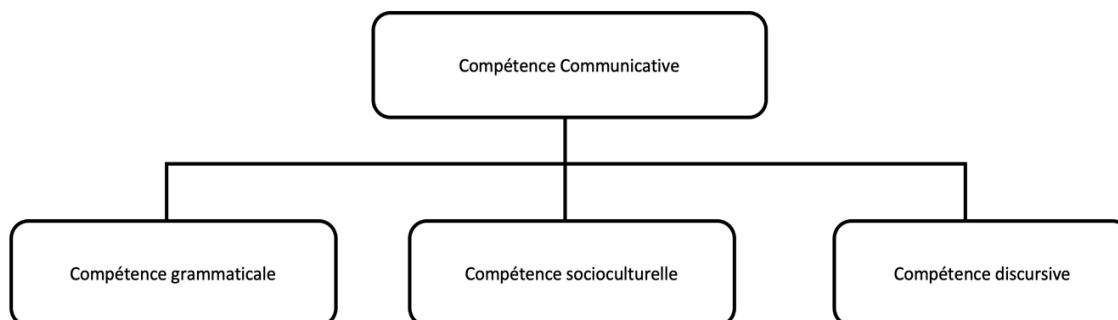 Compétence Communicative
Compétence grammaticale
Compétence socioculturelle
Compétence discursive